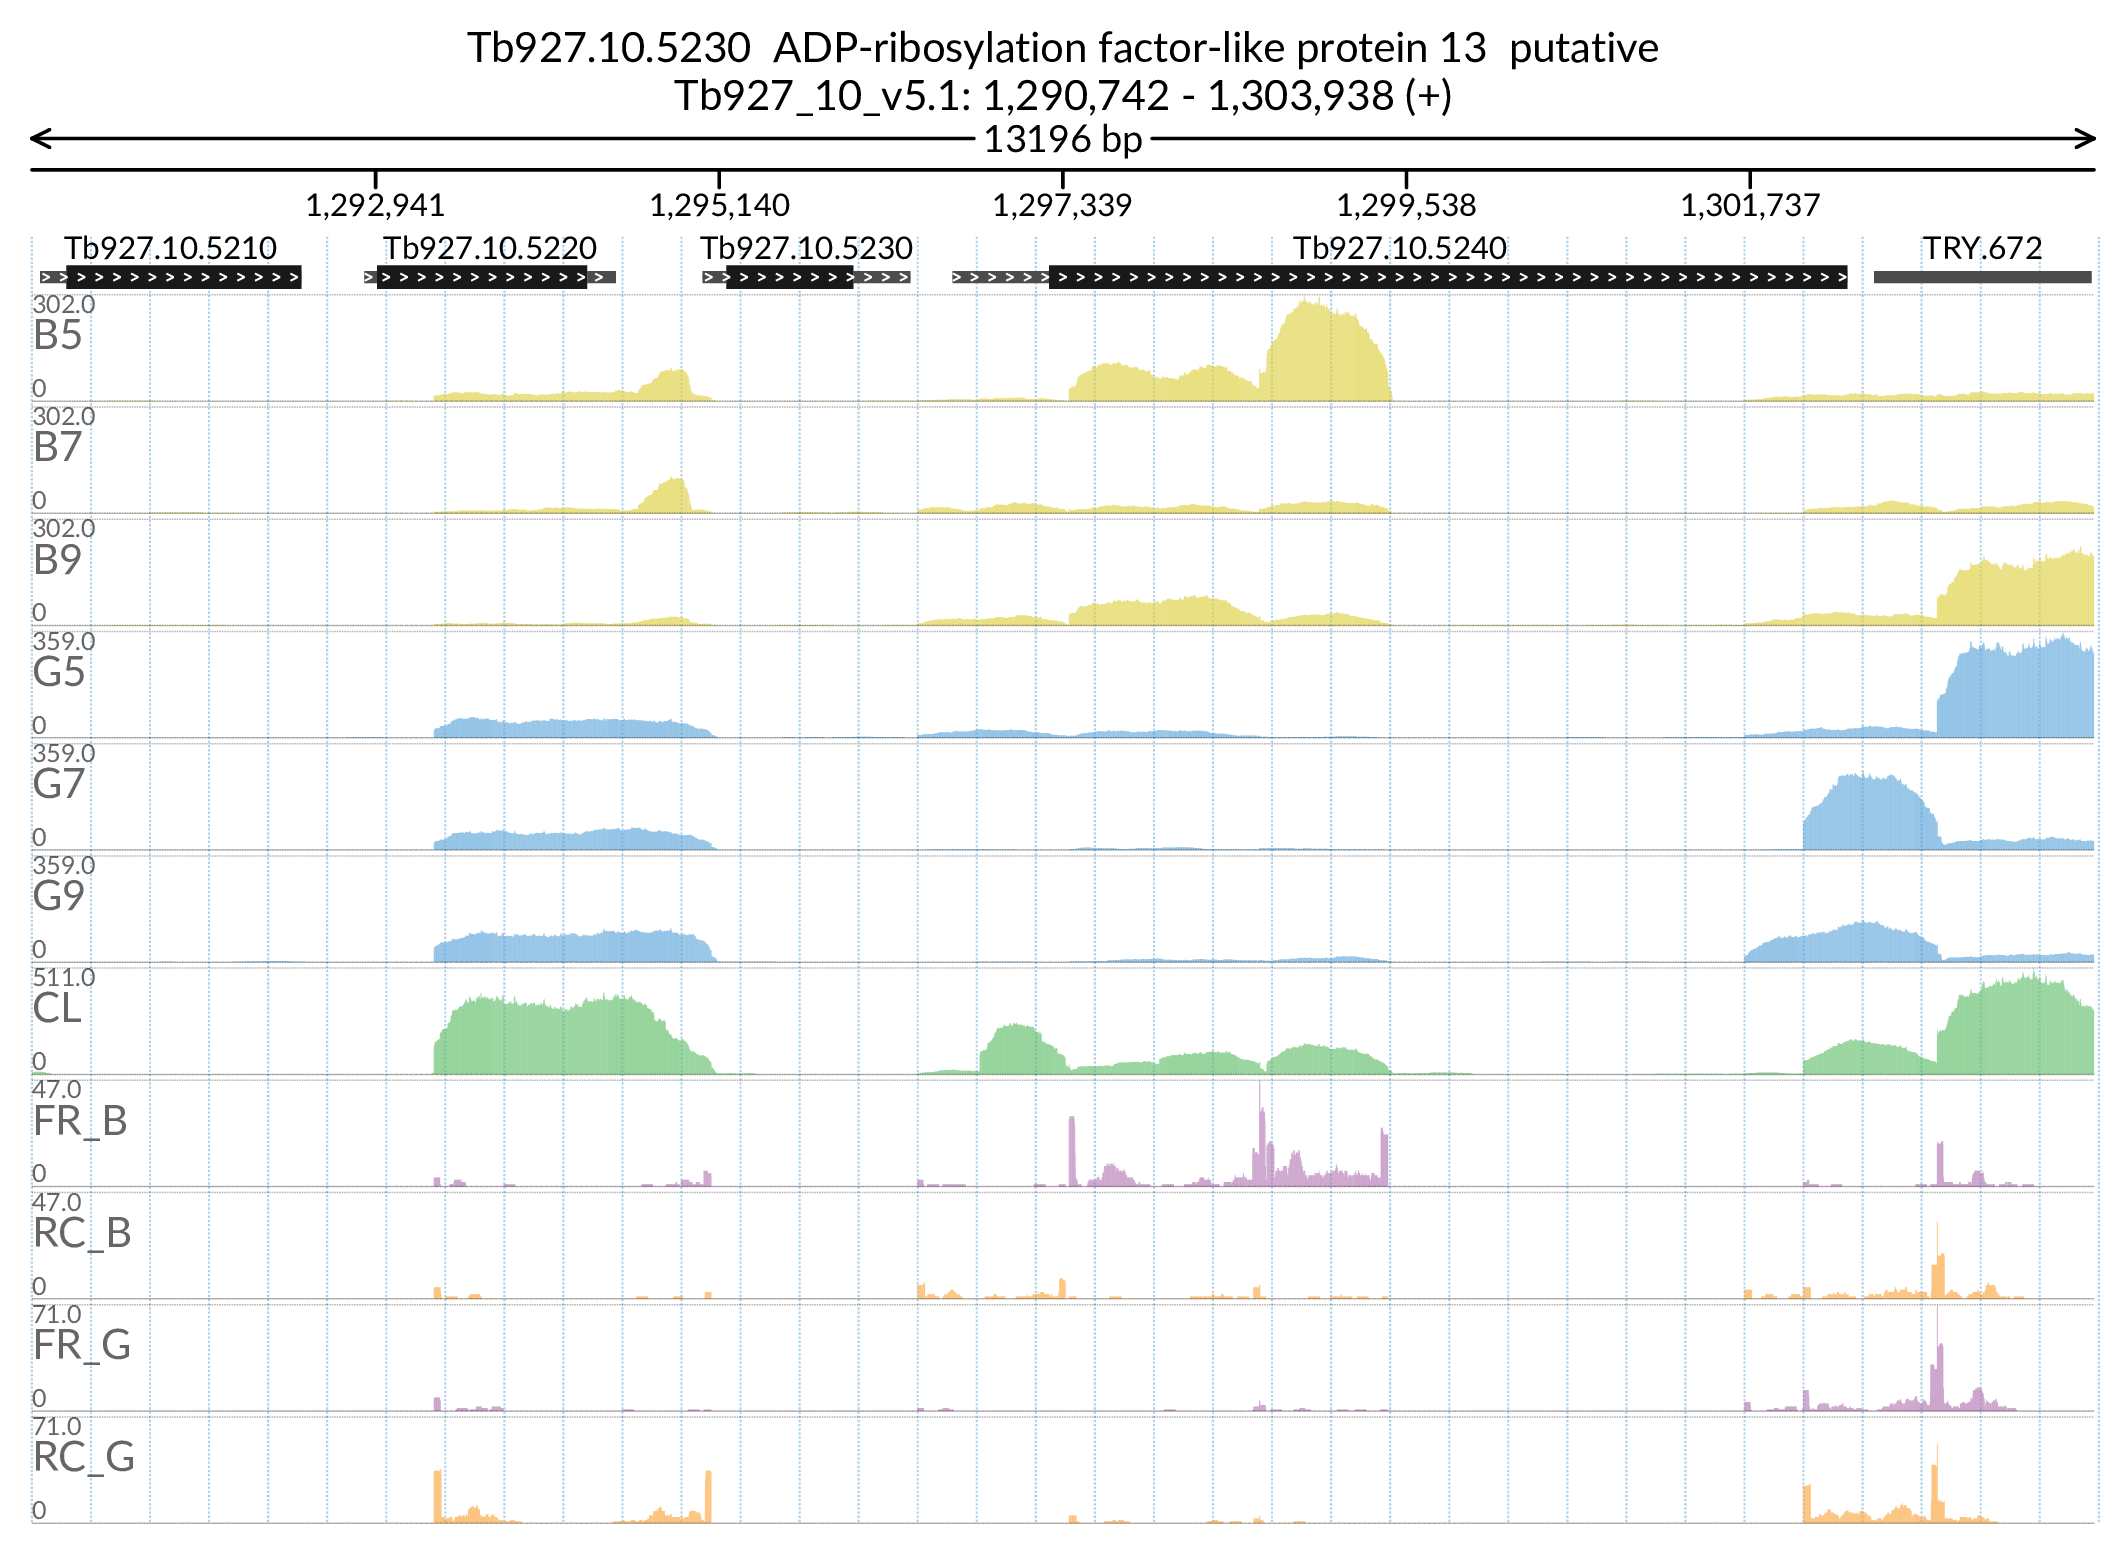 Tb927.10.5230  ADP-ribosylation factor-like protein 13  putative
Tb927_10_v5.1: 1,290,742 - 1,303,938 (+)
13196 bp
1,292,941 1,295,140 1,297,339 1,299,538 1,301,737
Tb927.10.5210 Tb927.10.5220 Tb927.10.5230 Tb927.10.5240 TRY.672
302.0
B5
0
302.0
B7
0
302.0
B9
0
359.0
G5
0
359.0
G7
0
359.0
G9
0
511.0
CL
0
47.0
FR_B
0
47.0
RC_B
0
71.0
FR_G
0
71.0
RC_G
0